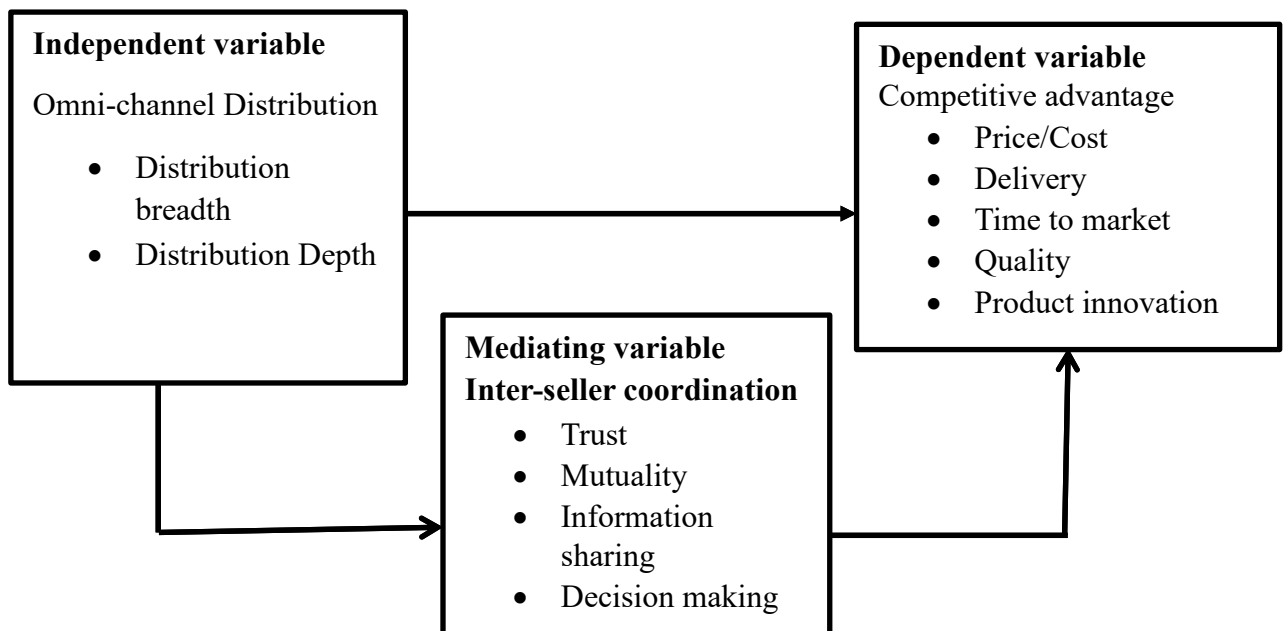 Independent variable
Omni-channel Distribution
• Distribution
breadth
• Distribution Depth
Dependent variable
Competitive advantage
• Price/Cost
• Delivery
• Time to market
• Quality
• Product innovation
Mediating variable
Inter-seller coordination
• Trust
• Mutuality
• Information
sharing
• Decision making